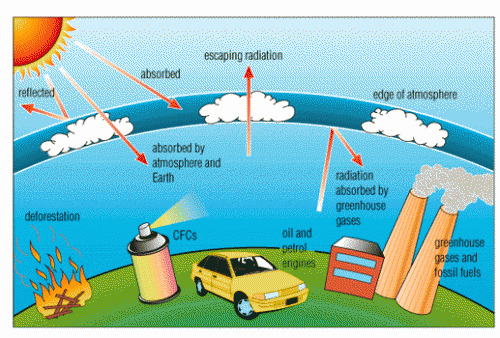 escaping radiation
absorbed
reflected
edge of atmosphere
absorbed by
atmosphere and
Earth
radiation
absorbed by
greenhouse
gases
deforestation
CFCs
oil and
petrol
engines
greenhouse
gases and
fossil fuels